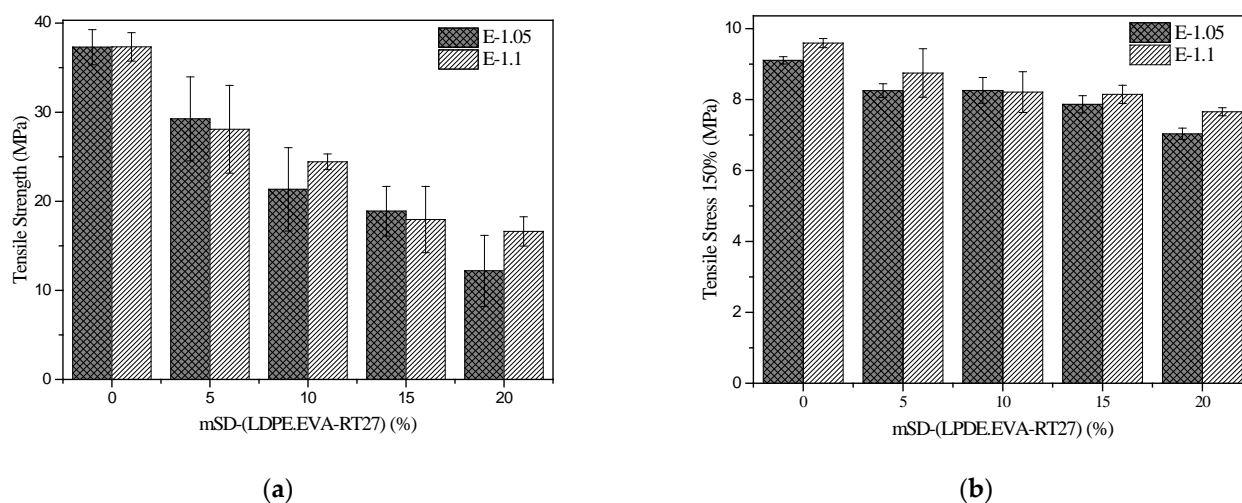 40
30
20
10
0
Tensile Strength (MPa)
E-1.05
E-1.1
0 5 10 15 20
mSD-(LDPE.EVA-RT27) (%)
(a)
10
8
6
4
2
0
Tensile Stress 150% (MPa)
E-1.05
E-1.1
0 5 10 15 20
mSD-(LPDE.EVA-RT27) (%)
(b)